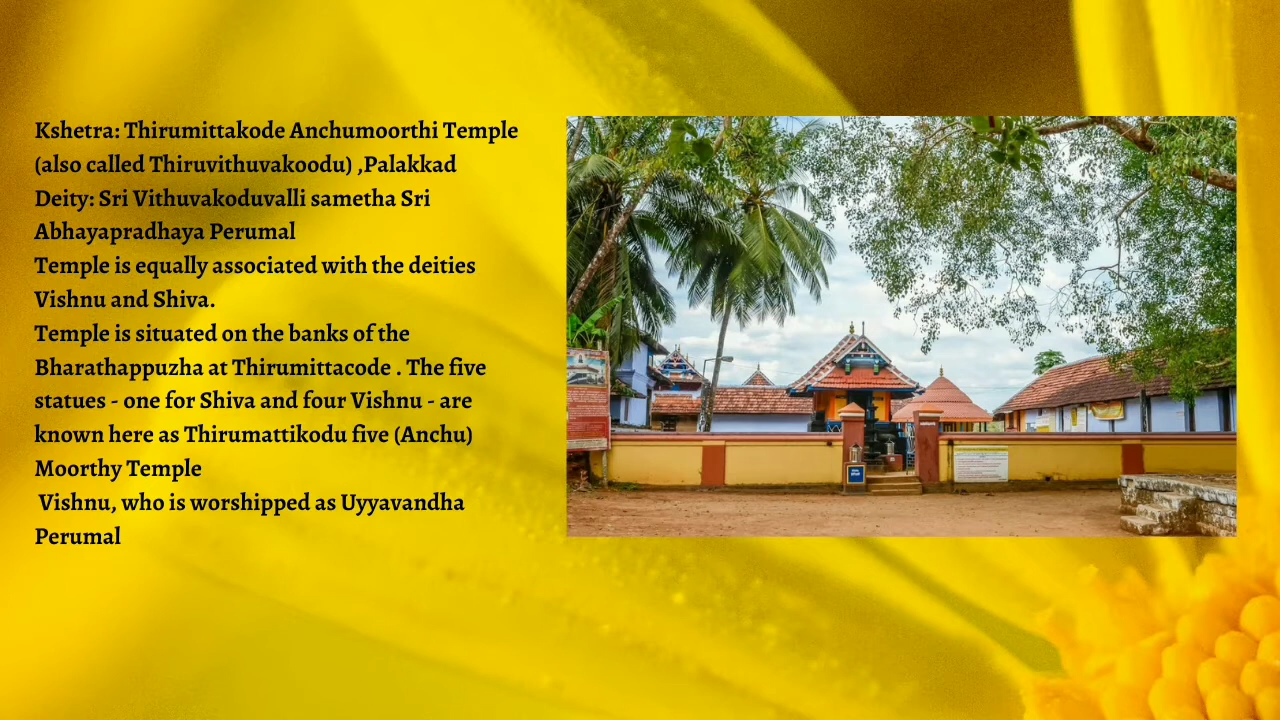 Kshetra: Thirumittakode Anchumoorthi Temple
(also called Thiruvithuvakoodu) ,Palakkad
Deity: Sri Vithuvakoduvalli sametha Sri
Abhayapradhaya Perumal
Temple is equally associated with the deities
Vishnu and Shiva.
Temple is situated on the banks of the
Bharathappuzha at Thirumittacode . The five
statues - one for Shiva and four Vishnu - are
known here as Thirumattikodu five (Anchu)
Moorthy Temple
Vishnu, who is worshipped as Uyyavandha
Perumal